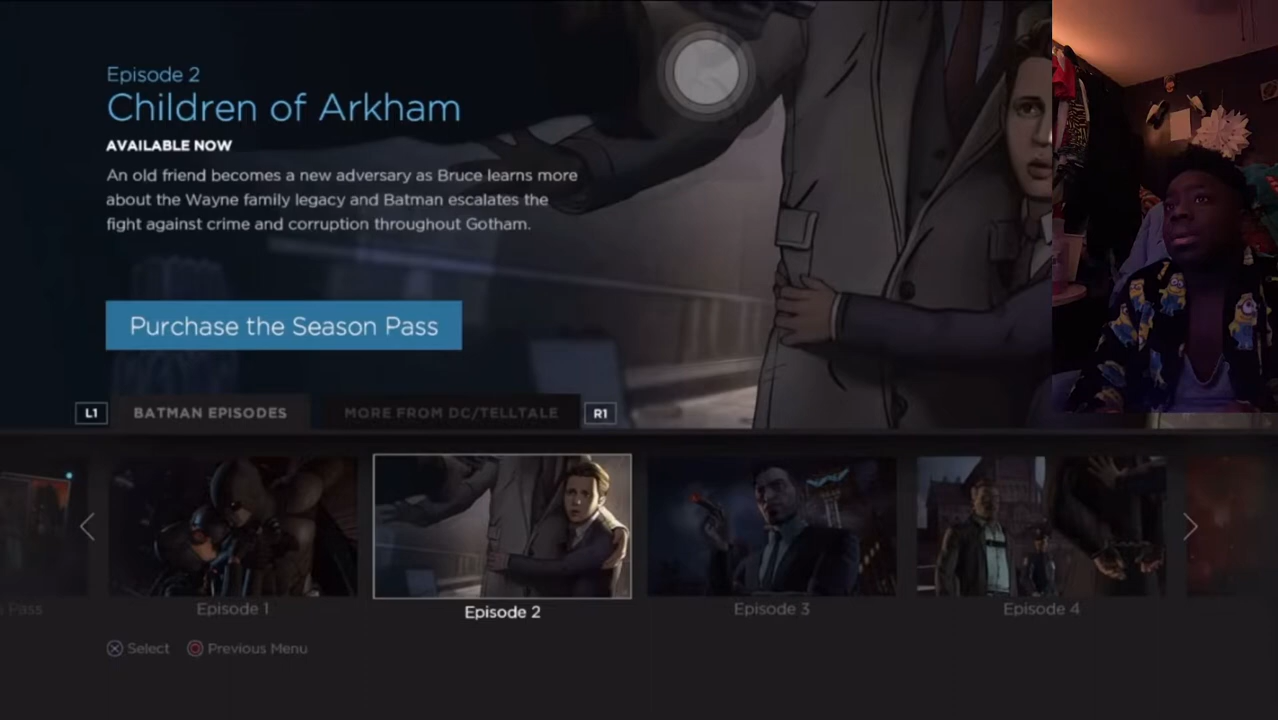 Episode 2
Children of Arkham
AVAILABLE NOW
An old friend becomes a new adversary as Bruce learns more
about the Wayne family legacy and Batman escalates the
fight against crime and corruption throughout Gotham.
Purchase the Season Pass
L1 BATMAN EPISODES MORE FROM DC/TELLTALE R1
Pass Episode 1 Episode 2 Episode 3 Episode 4
Select Previous Menu